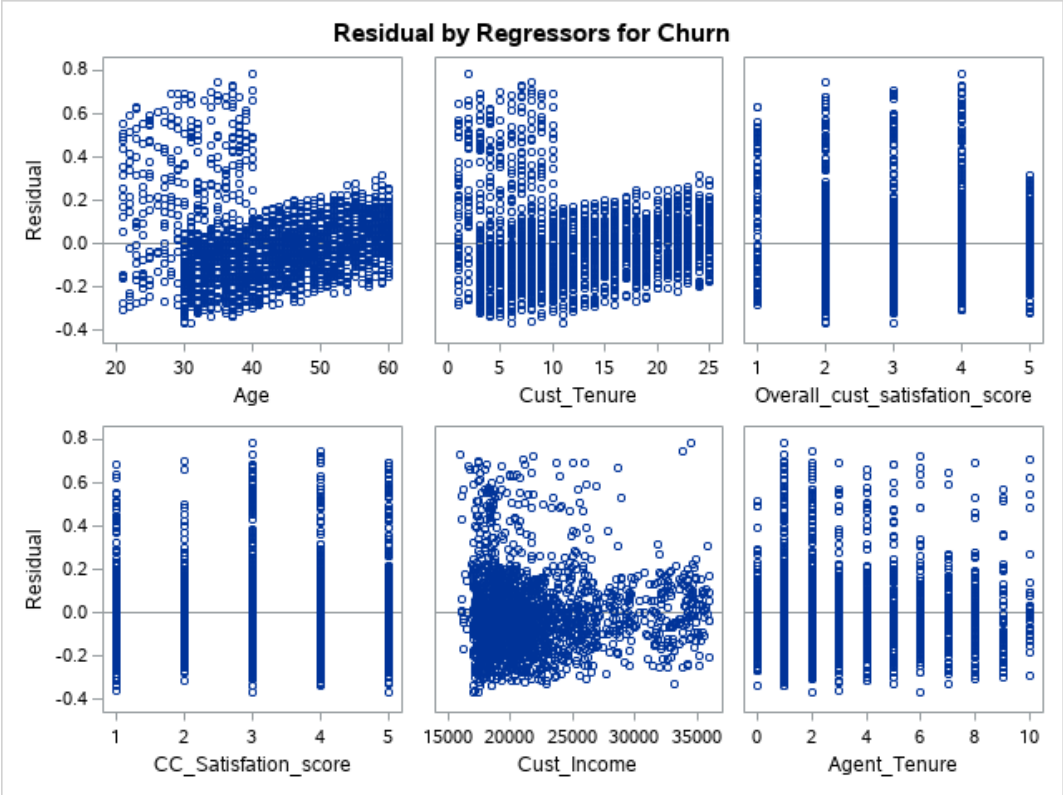 Residual by Regressors for Churn
Residual
0.8
0.6
0.4
0.2
0.0
-0.2
-0.4
20 30 40 50 60
Age
0 5 10 15 20 25
Cust_Tenure
1 2 3 4 5
Overall_cust_satisfation_score
Residual
0.8
0.6
0.4
0.2
0.0
-0.2
-0.4
1 2 3 4 5
CC_Satisfation_score
15000 20000 25000 30000 35000
Cust_Income
0 2 4 6 8 10
Agent_Tenure